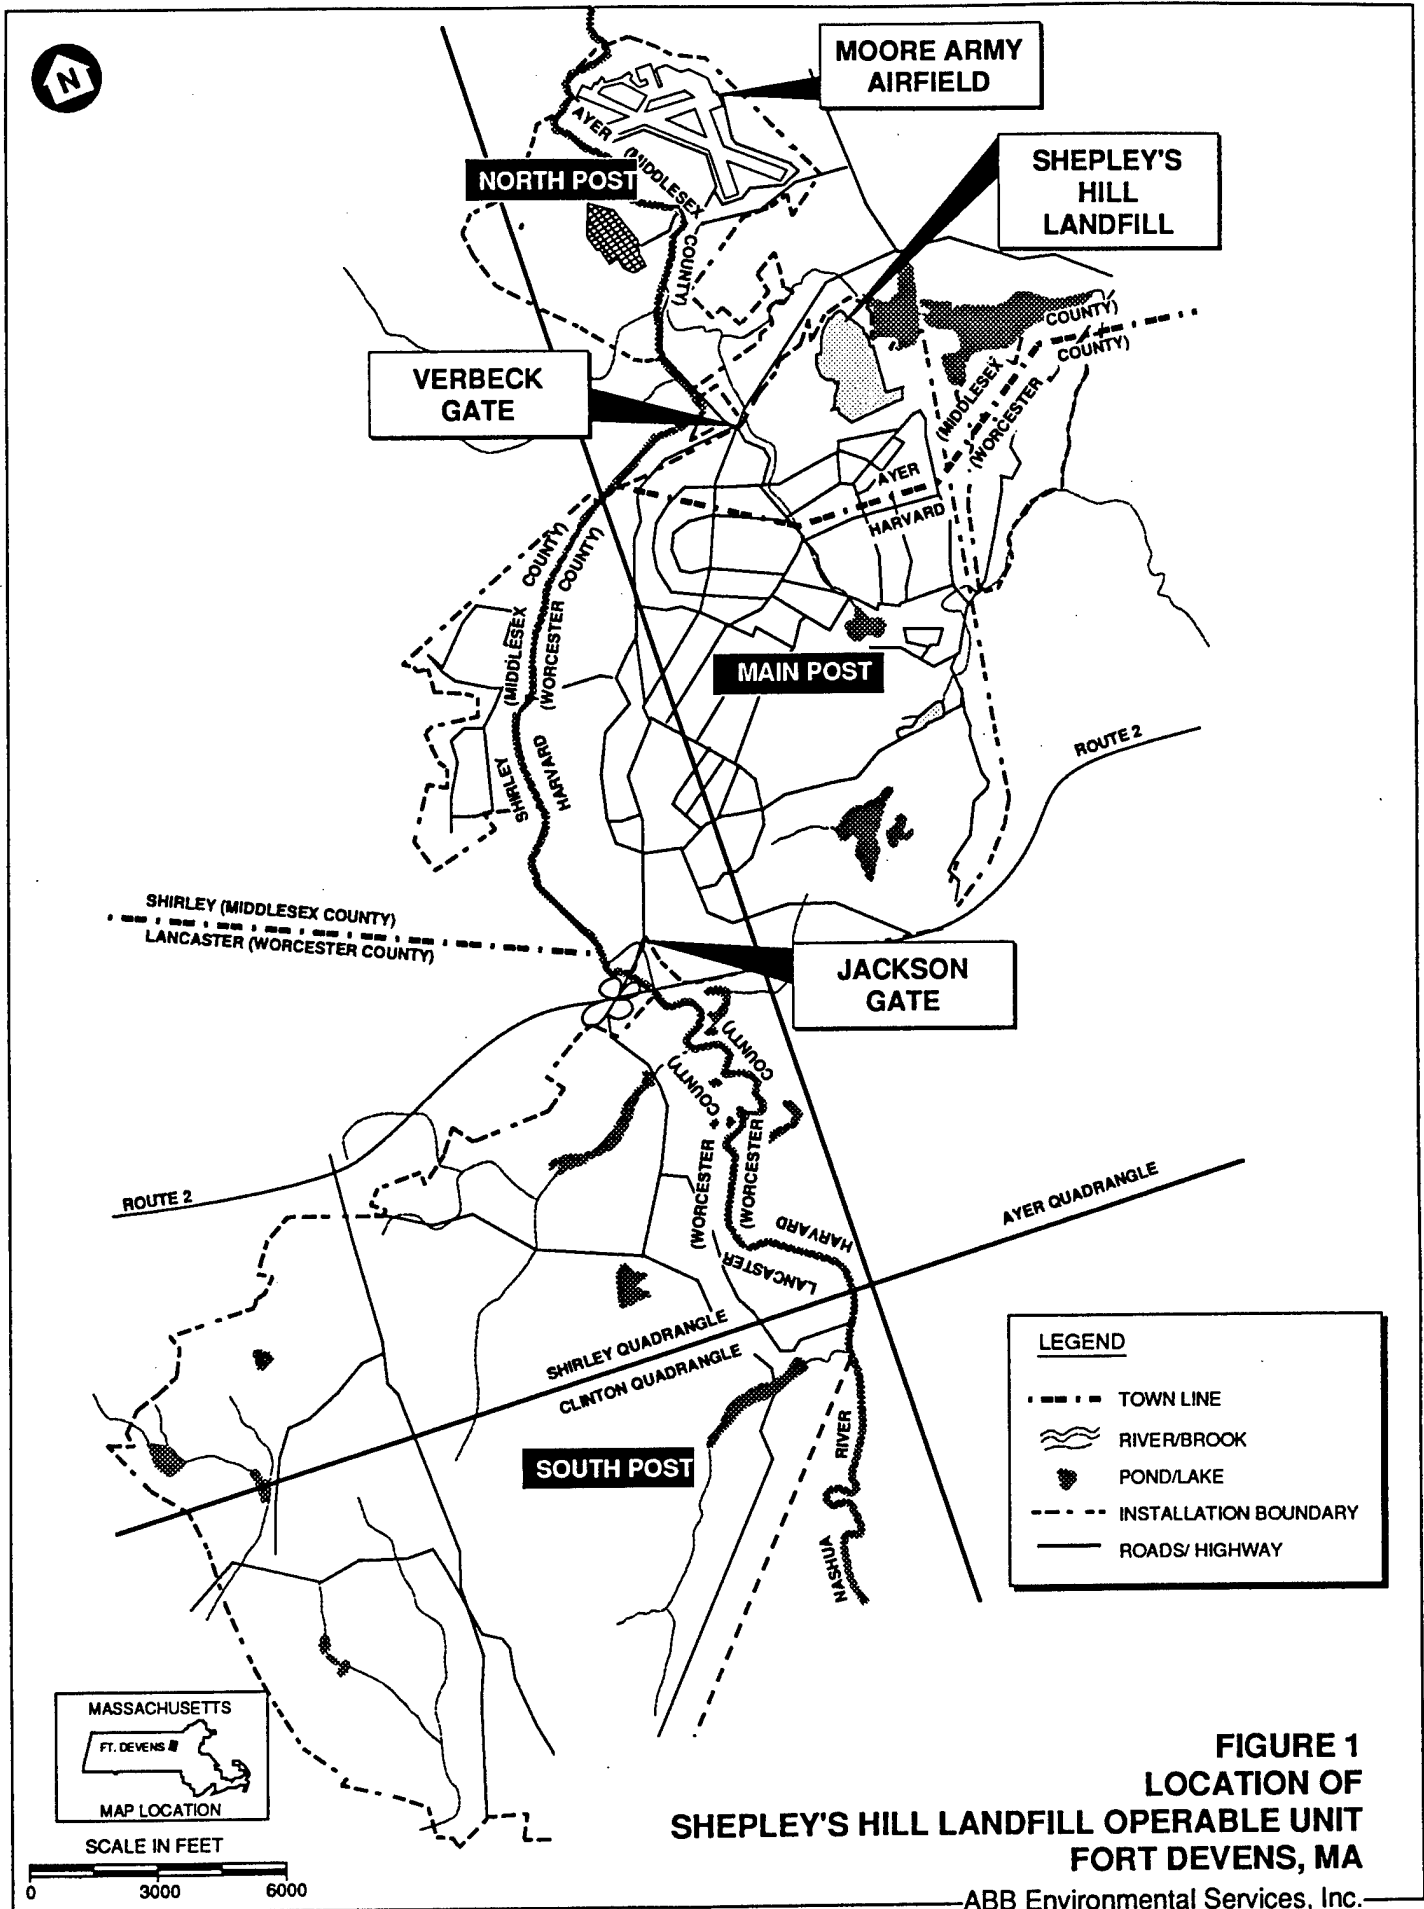 N
MOORE ARMY
AIRFIELD
SHEPLEY'S
HILL
LANDFILL
AYER (MIDDLESEX COUNTY)
NORTH POST
COUNTY)
COUNTY)
(MIDDLESEX
(WORCESTER
VERBECK
GATE
AYER
HARVARD
COUNTY)
COUNTY)
(MIDDLESEX
(WORCESTER
MAIN POST
SHIRLEY
HARVARD
ROUTE 2
SHIRLEY (MIDDLESEX COUNTY)
LANCASTER (WORCESTER COUNTY)
JACKSON
GATE
COUNTY)
COUNTY)
(WORCESTER
(WORCESTER
HARVARD
LANCASTER
ROUTE 2
AYER QUADRANGLE
SHIRLEY QUADRANGLE
CLINTON QUADRANGLE
SOUTH POST
NASHUA RIVER
LEGEND
TOWN LINE
RIVER/BROOK
POND/LAKE
INSTALLATION BOUNDARY
ROADS/ HIGHWAY
MASSACHUSETTS
FT. DEVENS
MAP LOCATION
SCALE IN FEET
0 3000 6000
FIGURE 1
LOCATION OF
SHEPLEY'S HILL LANDFILL OPERABLE UNIT
FORT DEVENS, MA
ABB Environmental Services, Inc.